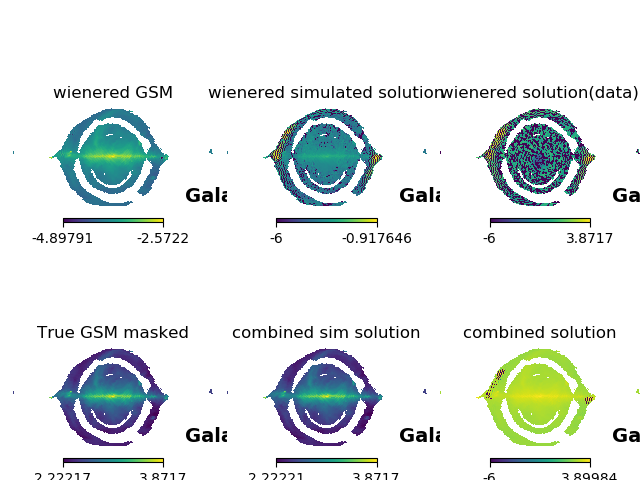 wienered GSM
wienered simulated solution
wienered solution(data)
Gala
Gala
Ga
-4.89791 -2.5722
-6 -0.917646
-6 3.8717
True GSM masked
combined sim solution
combined solution
Gala
Gala
Ga
2.22217 3.8717
2.22221 3.8717
-6 3.89984